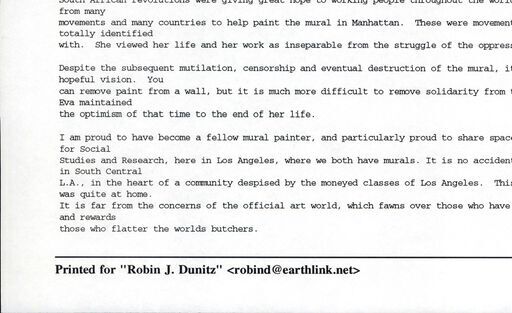 South African revolutions were giving great hope to working people throughout the
from many
movements and many countries to help paint the mural in Manhattan. These were
totally identified
with. She viewed her life and her work as inseparable from the struggle of the
Despite the subsequent mutilation, censorship and eventual destruction of the mural,
hopeful vision. You
can remove paint from a wall, but it is much more difficult to remove solidarity from
Eva maintained
the optimism of that time to the end of her life.
I am proud to have become a fellow mural painter, and particularly proud to share
for Social
Studies and Research, here in Los Angeles, where we both have murals. It is no
in South Central
L.A., in the heart of a community despised by the moneyed classes of Los Angeles.
was quite at home.
It is far from the concerns of the official art world, which fawns over those who have
and rewards
those who flatter the worlds butchers.
Printed for "Robin J. Dunitz" <robind@earthlink.net>